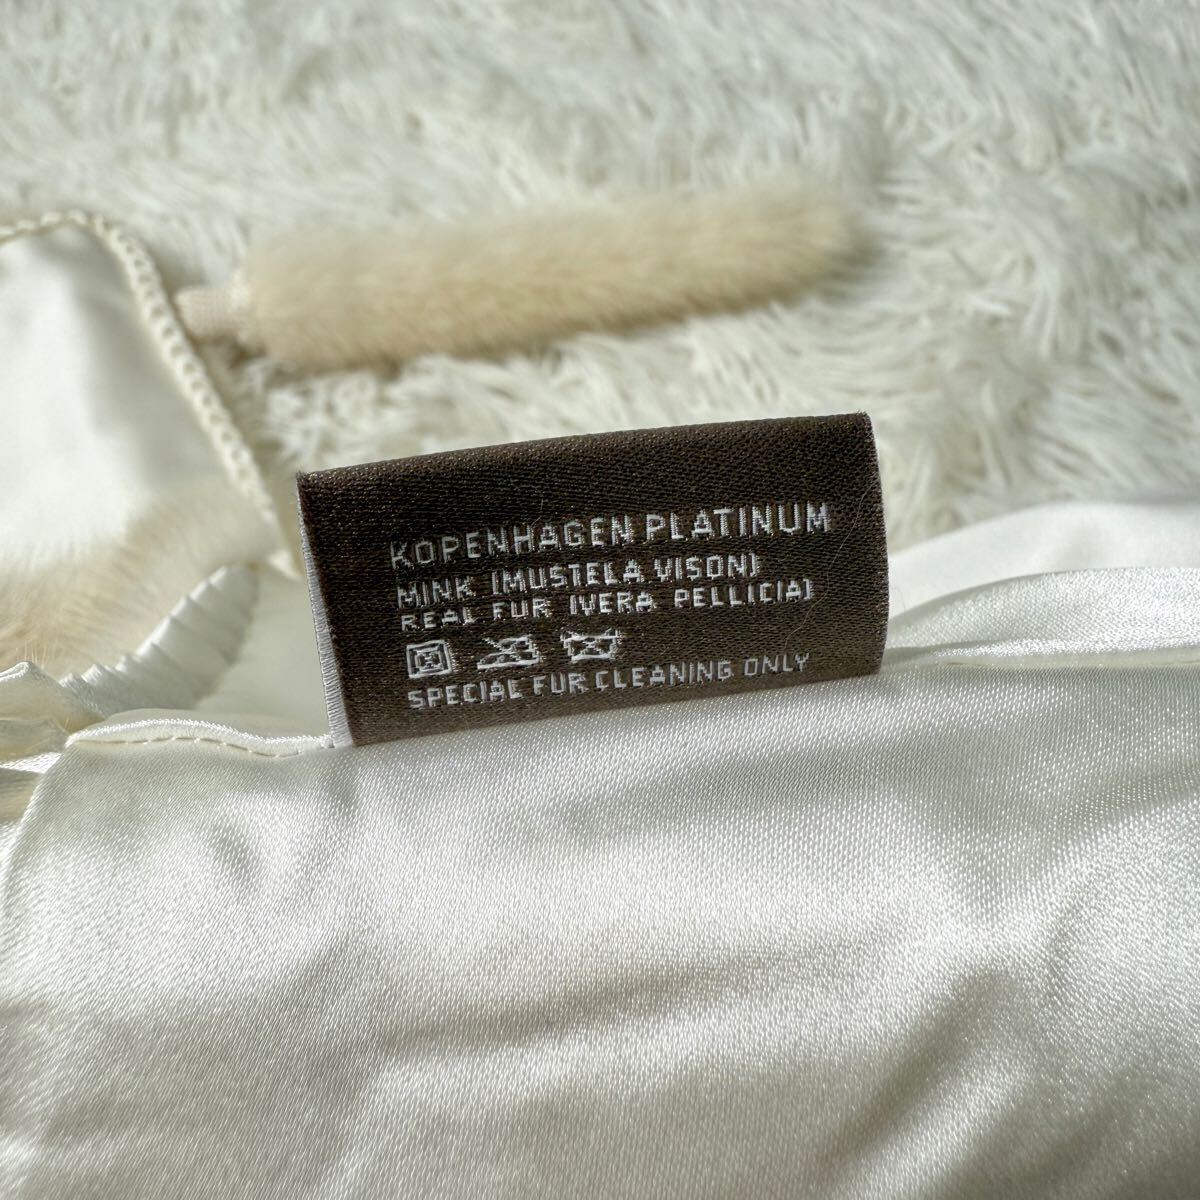 KOPENHAGEN PLATINUM
MINK (MUSTELA VISON)
REAL FUR (VERA PELLICIA)
SPECIAL FUR CLEANING ONLY